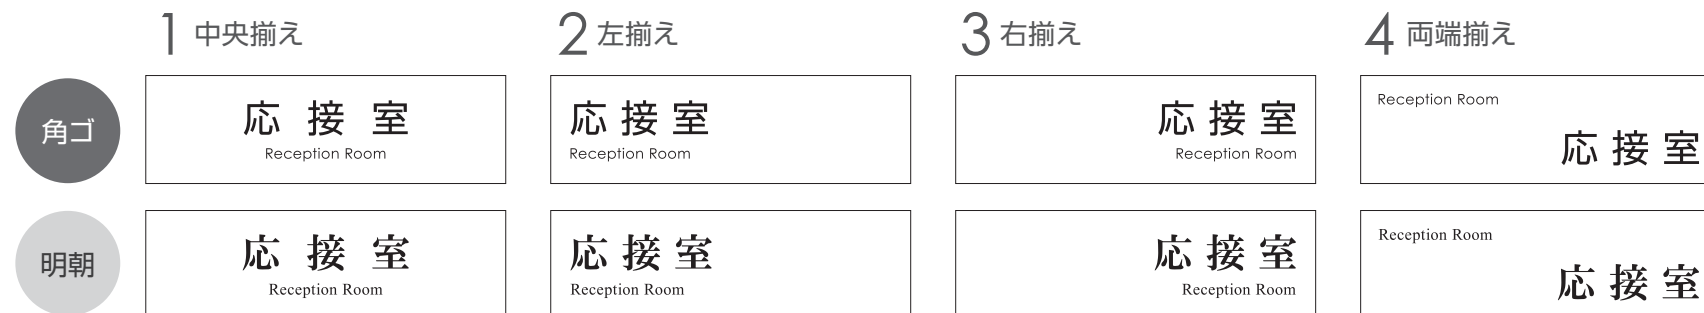 1 中央揃え
2 左揃え
3 右揃え
4 両端揃え
角ゴ
応接室
Reception Room
応接室
Reception Room
応接室
Reception Room
Reception Room
応接室
明朝
応接室
Reception Room
応接室
Reception Room
応接室
Reception Room
Reception Room
応接室